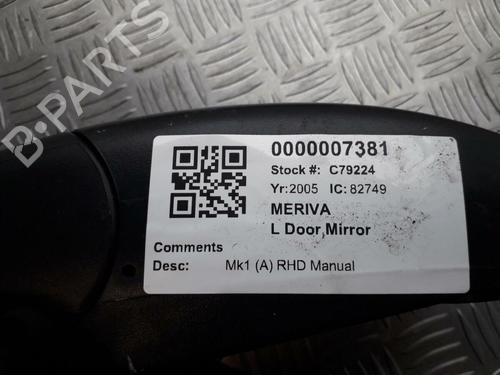 B-PARTS
0000007381
Stock #: C79224
Yr:2005 IC: 82749
MERIVA
L Door Mirror
Comments
Desc: Mk1 (A) RHD Manual